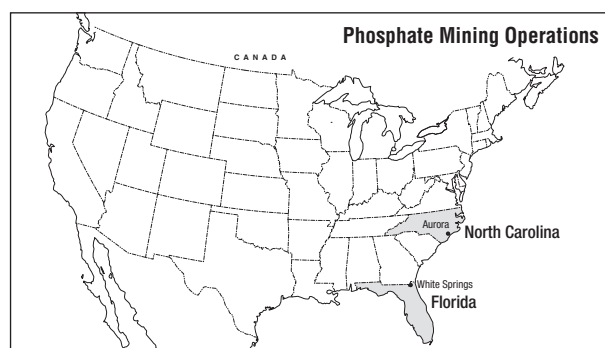 Phosphate Mining Operations
CANADA
Aurora
North Carolina
White Springs
Florida